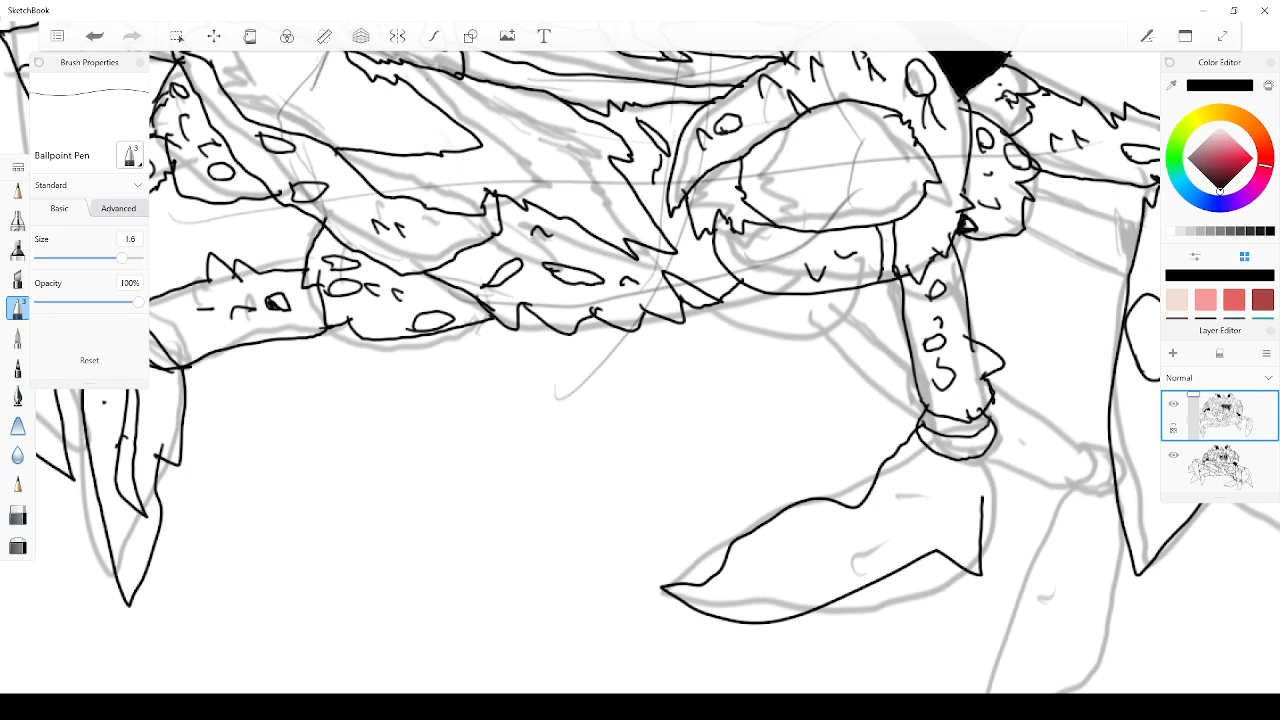 SketchBook
Brush Properties
Color Editor
Ballpoint Pen
3
Standard
Basic
Advanced
Size
1.6
Opacity
100%
Reset
Layer Editor
Normal